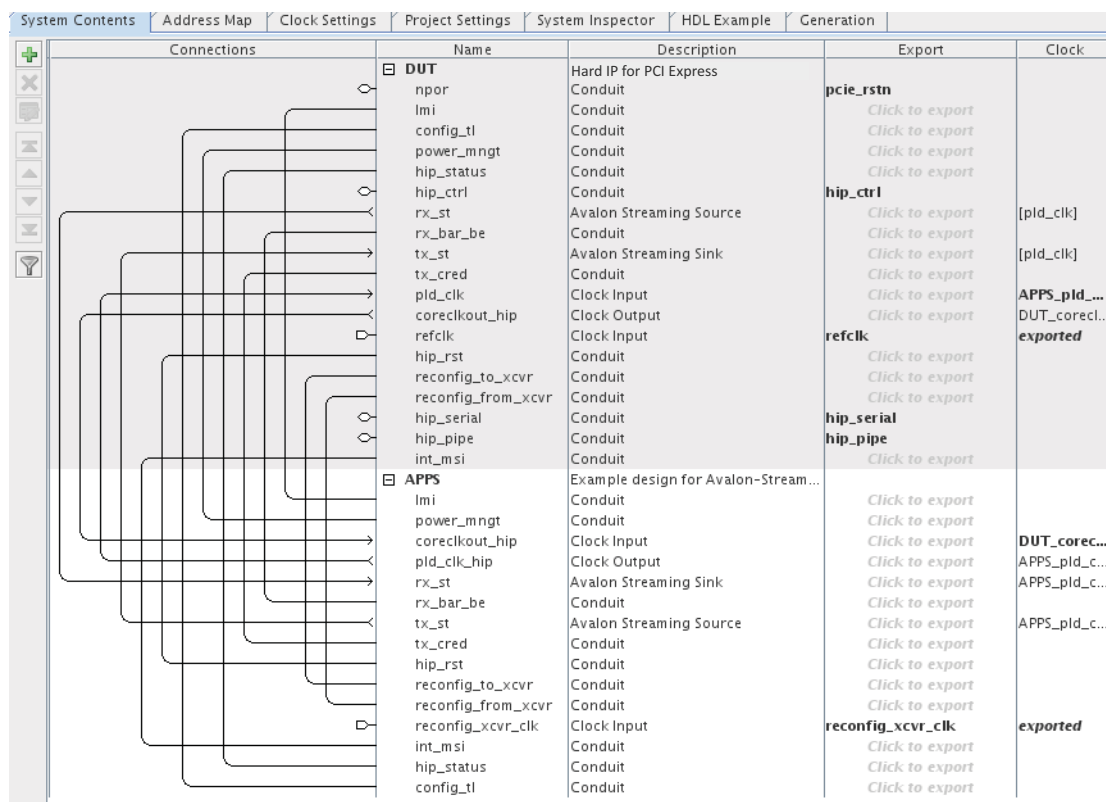 System Contents Address Map Clock Settings Project Settings System Inspector HDL Example Generation
Connections Name Description Export Clock
DUT Hard IP for PCI Express
npor Conduit pcie_rstn
lmi Conduit Click to export
config_tl Conduit Click to export
power_mngt Conduit Click to export
hip_status Conduit Click to export
hip_ctrl Conduit hip_ctrl
rx_st Avalon Streaming Source Click to export [pld_clk]
rx_bar_be Conduit Click to export
tx_st Avalon Streaming Sink Click to export [pld_clk]
tx_cred Conduit Click to export
pld_clk Clock Input Click to export APPS_pld_...
coreclkout_hip Clock Output Click to export DUT_corecl...
refclk Clock Input refclk exported
hip_rst Conduit Click to export
reconfig_to_xcvr Conduit Click to export
reconfig_from_xcvr Conduit Click to export
hip_serial Conduit hip_serial
hip_pipe Conduit hip_pipe
int_msi Conduit Click to export
APPS Example design for Avalon-Stream...
lmi Conduit Click to export
power_mngt Conduit Click to export
coreclkout_hip Clock Input Click to export DUT_corec...
pld_clk_hip Clock Output Click to export APPS_pld_c...
rx_st Avalon Streaming Sink Click to export APPS_pld_c...
rx_bar_be Conduit Click to export
tx_st Avalon Streaming Source Click to export APPS_pld_c...
tx_cred Conduit Click to export
hip_rst Conduit Click to export
reconfig_to_xcvr Conduit Click to export
reconfig_from_xcvr Conduit Click to export
reconfig_xcvr_clk Clock Input reconfig_xcvr_clk exported
int_msi Conduit Click to export
hip_status Conduit Click to export
config_tl Conduit Click to export